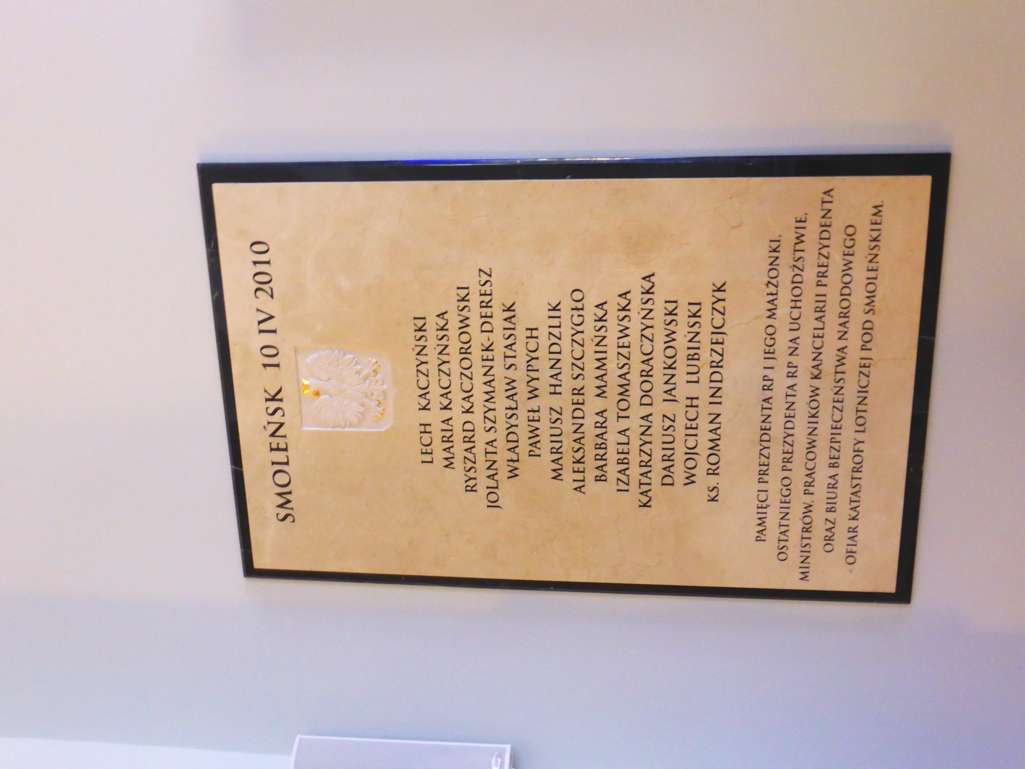 SMOLEŃSK 10 IV 2010
LECH KACZYŃSKI
MARIA KACZYŃSKA
RYSZARD KACZOROWSKI
JOLANTA SZYMANEK-DERESZ
WŁADYSŁAW STASIAK
PAWEŁ WYPYCH
MARIUSZ HANDZLIK
ALEKSANDER SZCZYGŁO
BARBARA MAMIŃSKA
IZABELA TOMASZEWSKA
KATARZYNA DORACZYŃSKA
DARIUSZ JANKOWSKI
WOJCIECH LUBIŃSKI
KS. ROMAN INDRZEJCZYK
PAMIĘCI PREZYDENTA RP I JEGO MAŁŻONKI,
OSTATNIEGO PREZYDENTA RP NA UCHODŹSTWIE,
MINISTRÓW, PRACOWNIKÓW KANCELARII PREZYDENTA
ORAZ BIURA BEZPIECZEŃSTWA NARODOWEGO
- OFIAR KATASTROFY LOTNICZEJ POD SMOLEŃSKIEM.